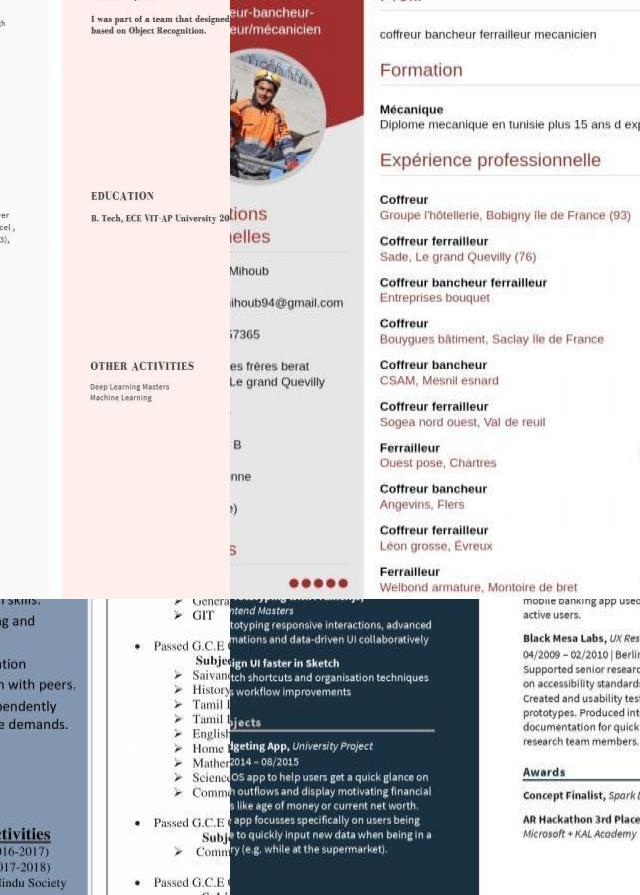 I was part of a team that designed
based on Object Recognition.
EDUCATION
B. Tech, ECE VIT-AP University 20
OTHER ACTIVITIES
Deep Learning Masters
Machine Learning
eur-bancheur-
eur/mécanicien
tions
nelles
Mihoub
nihoub94@gmail.com
57365
es frères berat
Le grand Quevilly
B
nne
e)
s
coffreur bancheur ferrailleur mecanicien
Formation
Mécanique
Diplome mecanique en tunisie plus 15 ans d exp
Expérience professionnelle
Coffreur
Groupe l'hôtellerie, Bobigny île de France (93)
Coffreur ferrailleur
Sade, Le grand Quevilly (76)
Coffreur bancheur ferrailleur
Entreprises bouquet
Coffreur
Bouygues bâtiment, Saclay île de France
Coffreur bancheur
CSAM, Mesnil esnard
Coffreur ferrailleur
Sogea nord ouest, Val de reuil
Ferrailleur
Ouest pose, Chartres
Coffreur bancheur
Angevins, Flers
Coffreur ferrailleur
Léon grosse, Évreux
Ferrailleur
Welbond armature, Montoire de bret
n skills.
ng and
ation
n with peers.
pendently
e demands.
ctivities
016-2017)
017-2018)
Hindu Society
➢ Genera
➢ GIT
• Passed G.C.E
Subje
➢ Saivan
➢ History
➢ Tamil
➢ Tamil
➢ English
➢ Home
➢ Mather
➢ Science
➢ Comm
• Passed G.C.E
Subj
➢ Comm
• Passed G.C.E
ntend Masters
totyping responsive interactions, advanced
mations and data-driven UI collaboratively
sign UI faster in Sketch
tch shortcuts and organisation techniques
s workflow improvements
jects
dgeting App, University Project
2014 – 08/2015
OS app to help users get a quick glance on
h outflows and display motivating financial
s like age of money or current net worth.
app focusses specifically on users being
e to quickly input new data when being in a
ry (e.g. while at the supermarket).
mobile banking app used
active users.
Black Mesa Labs, UX Res
04/2009 – 02/2010 | Berlin
Supported senior researc
on accessibility standards
Created and usability test
prototypes. Produced int
documentation for quick
research team members.
Awards
Concept Finalist, Spark L
AR Hackathon 3rd Place
Microsoft + KAL Academy